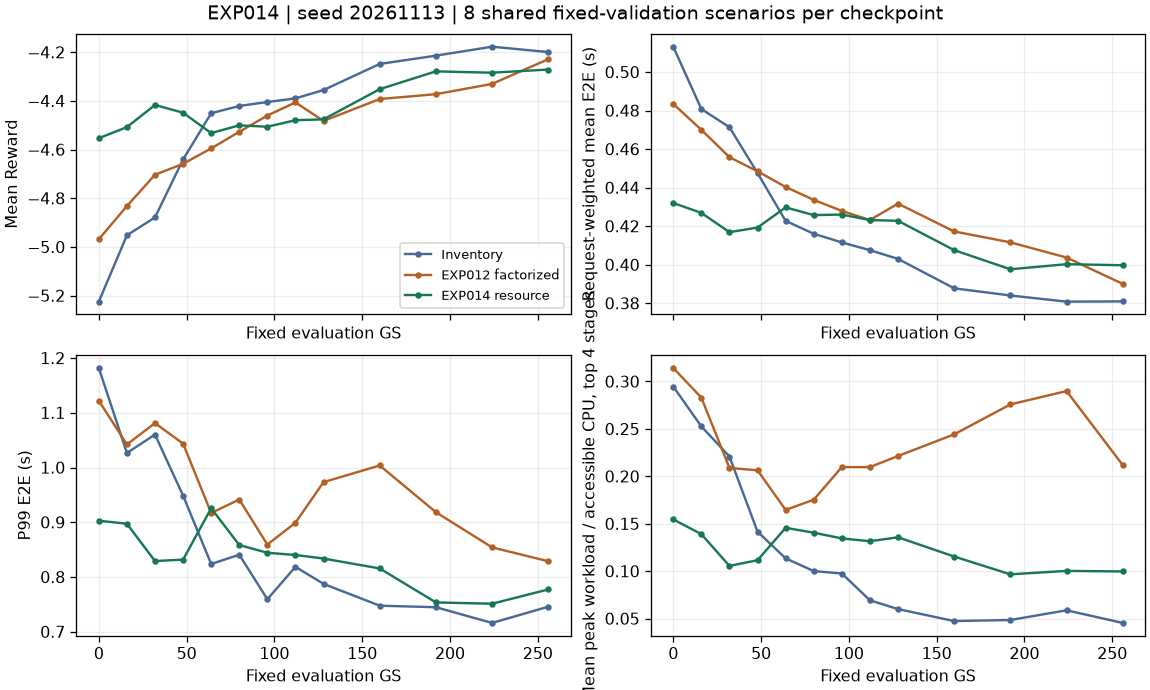 EXP014 | seed 20261113 | 8 shared fixed-validation scenarios per checkpoint
Mean Reward
−4.2
−4.4
−4.6
−4.8
−5.0
−5.2
Inventory
EXP012 factorized
EXP014 resource
Fixed evaluation GS
Request-weighted mean E2E (s)
0.50
0.48
0.46
0.44
0.42
0.40
0.38
Fixed evaluation GS
P99 E2E (s)
1.2
1.1
1.0
0.9
0.8
0.7
0 50 100 150 200 250
Fixed evaluation GS
Mean peak workload / accessible CPU, top 4 stages
0.30
0.25
0.20
0.15
0.10
0.05
0 50 100 150 200 250
Fixed evaluation GS